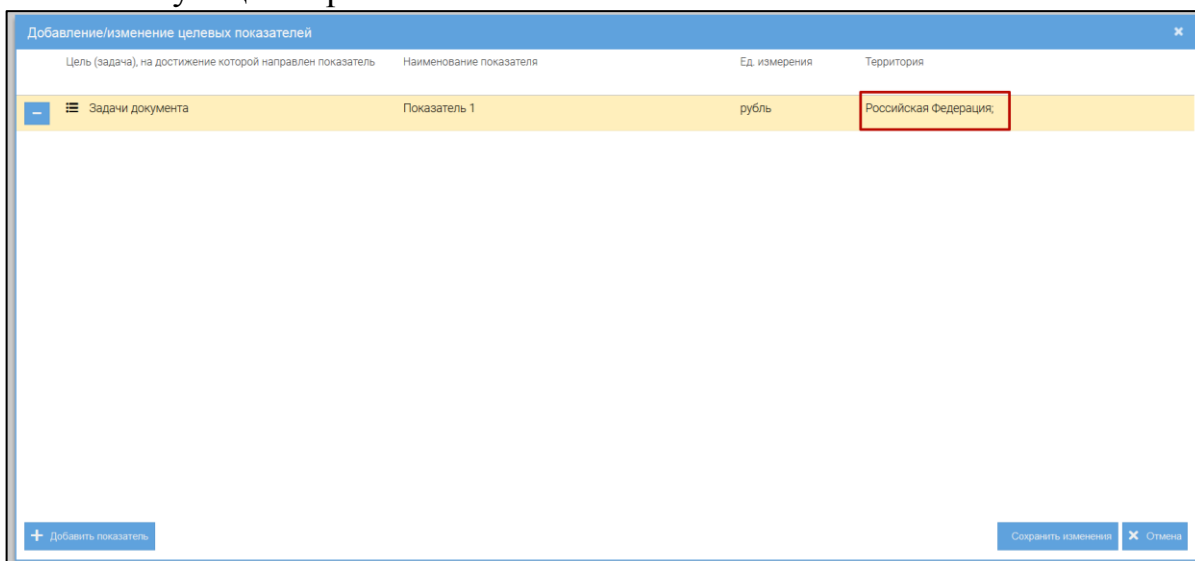 Добавление/изменение целевых показателей
Цель (задача), на достижение которой направлен показатель Наименование показателя Ед. измерения Территория
Задачи документа Показатель 1 рубль Российская Федерация;
Добавить показатель Сохранить изменения Отмена